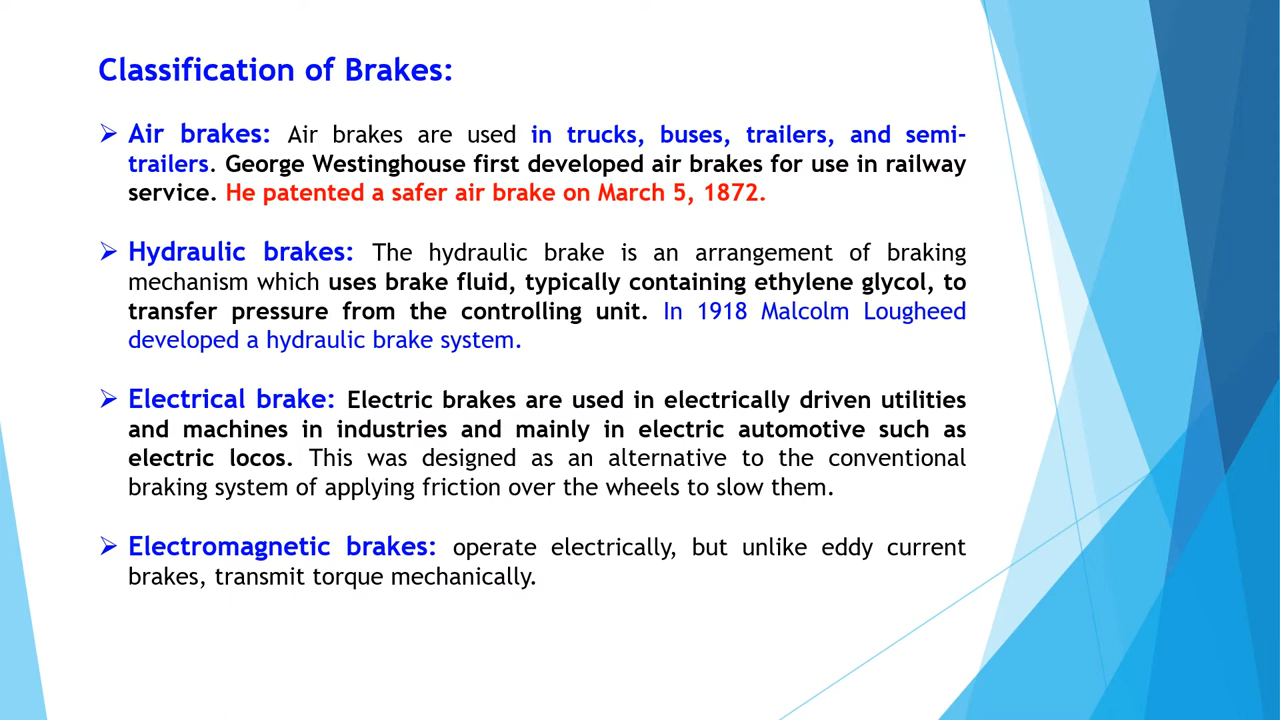 Classification of Brakes:
➢ Air brakes: Air brakes are used in trucks, buses, trailers, and semi-
trailers. George Westinghouse first developed air brakes for use in railway
service. He patented a safer air brake on March 5, 1872.
➢ Hydraulic brakes: The hydraulic brake is an arrangement of braking
mechanism which uses brake fluid, typically containing ethylene glycol, to
transfer pressure from the controlling unit. In 1918 Malcolm Lougheed
developed a hydraulic brake system.
➢ Electrical brake: Electric brakes are used in electrically driven utilities
and machines in industries and mainly in electric automotive such as
electric locos. This was designed as an alternative to the conventional
braking system of applying friction over the wheels to slow them.
➢ Electromagnetic brakes: operate electrically, but unlike eddy current
brakes, transmit torque mechanically.